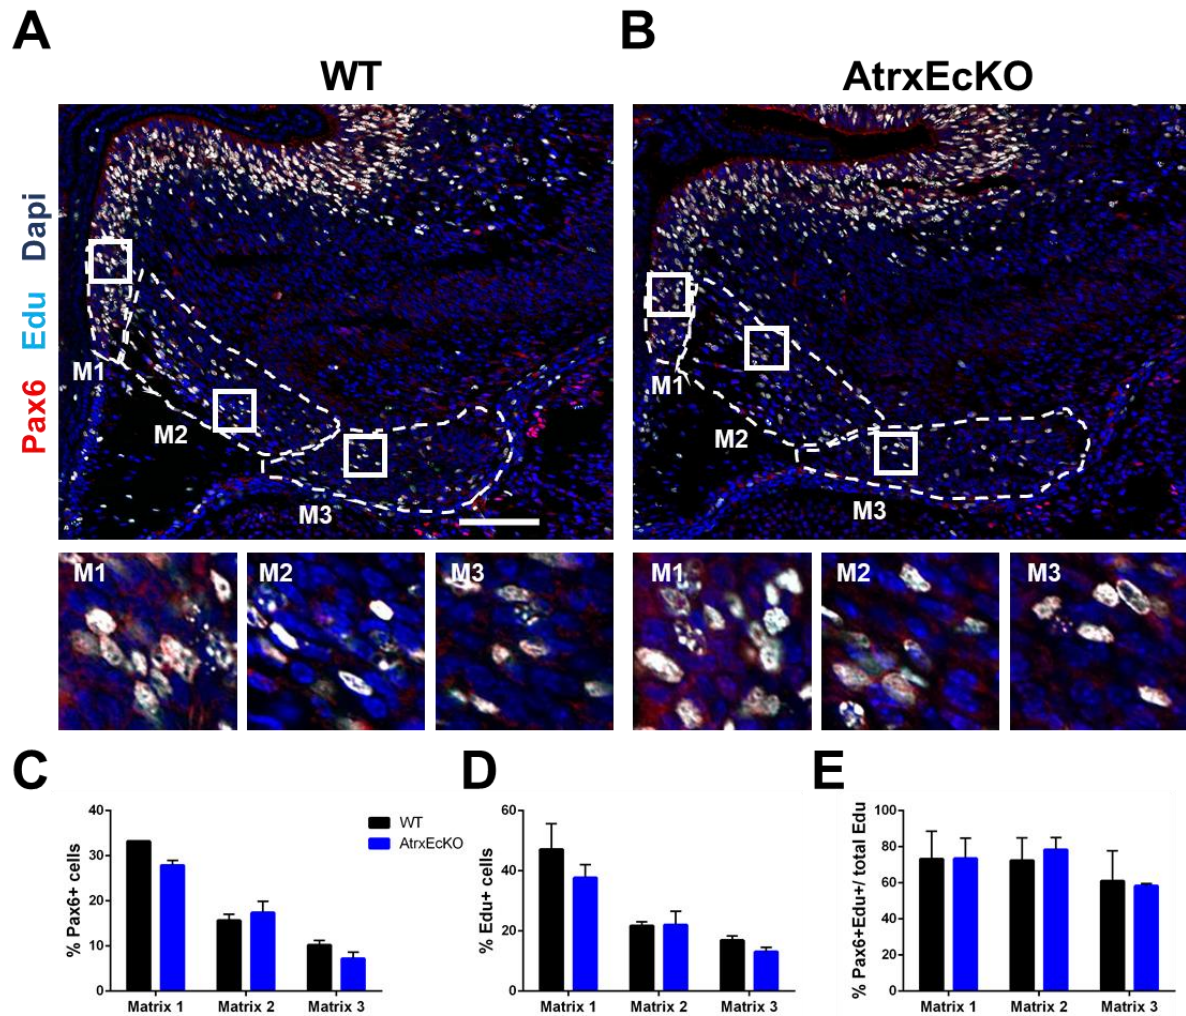 A
B
WT
AtrxEcKO
Pax6 Edu Dapi
M1
M2
M3
M1
M2
M3
M1
M2
M3
M1
M2
M3
C
D
E
% Pax6+ cells
40
30
20
10
0
Matrix 1
Matrix 2
Matrix 3
WT
AtrxEcKO
% Edu+ cells
60
40
20
0
Matrix 1
Matrix 2
Matrix 3
% Pax6+Edu+/ total Edu
100
80
60
40
20
0
Matrix 1
Matrix 2
Matrix 3